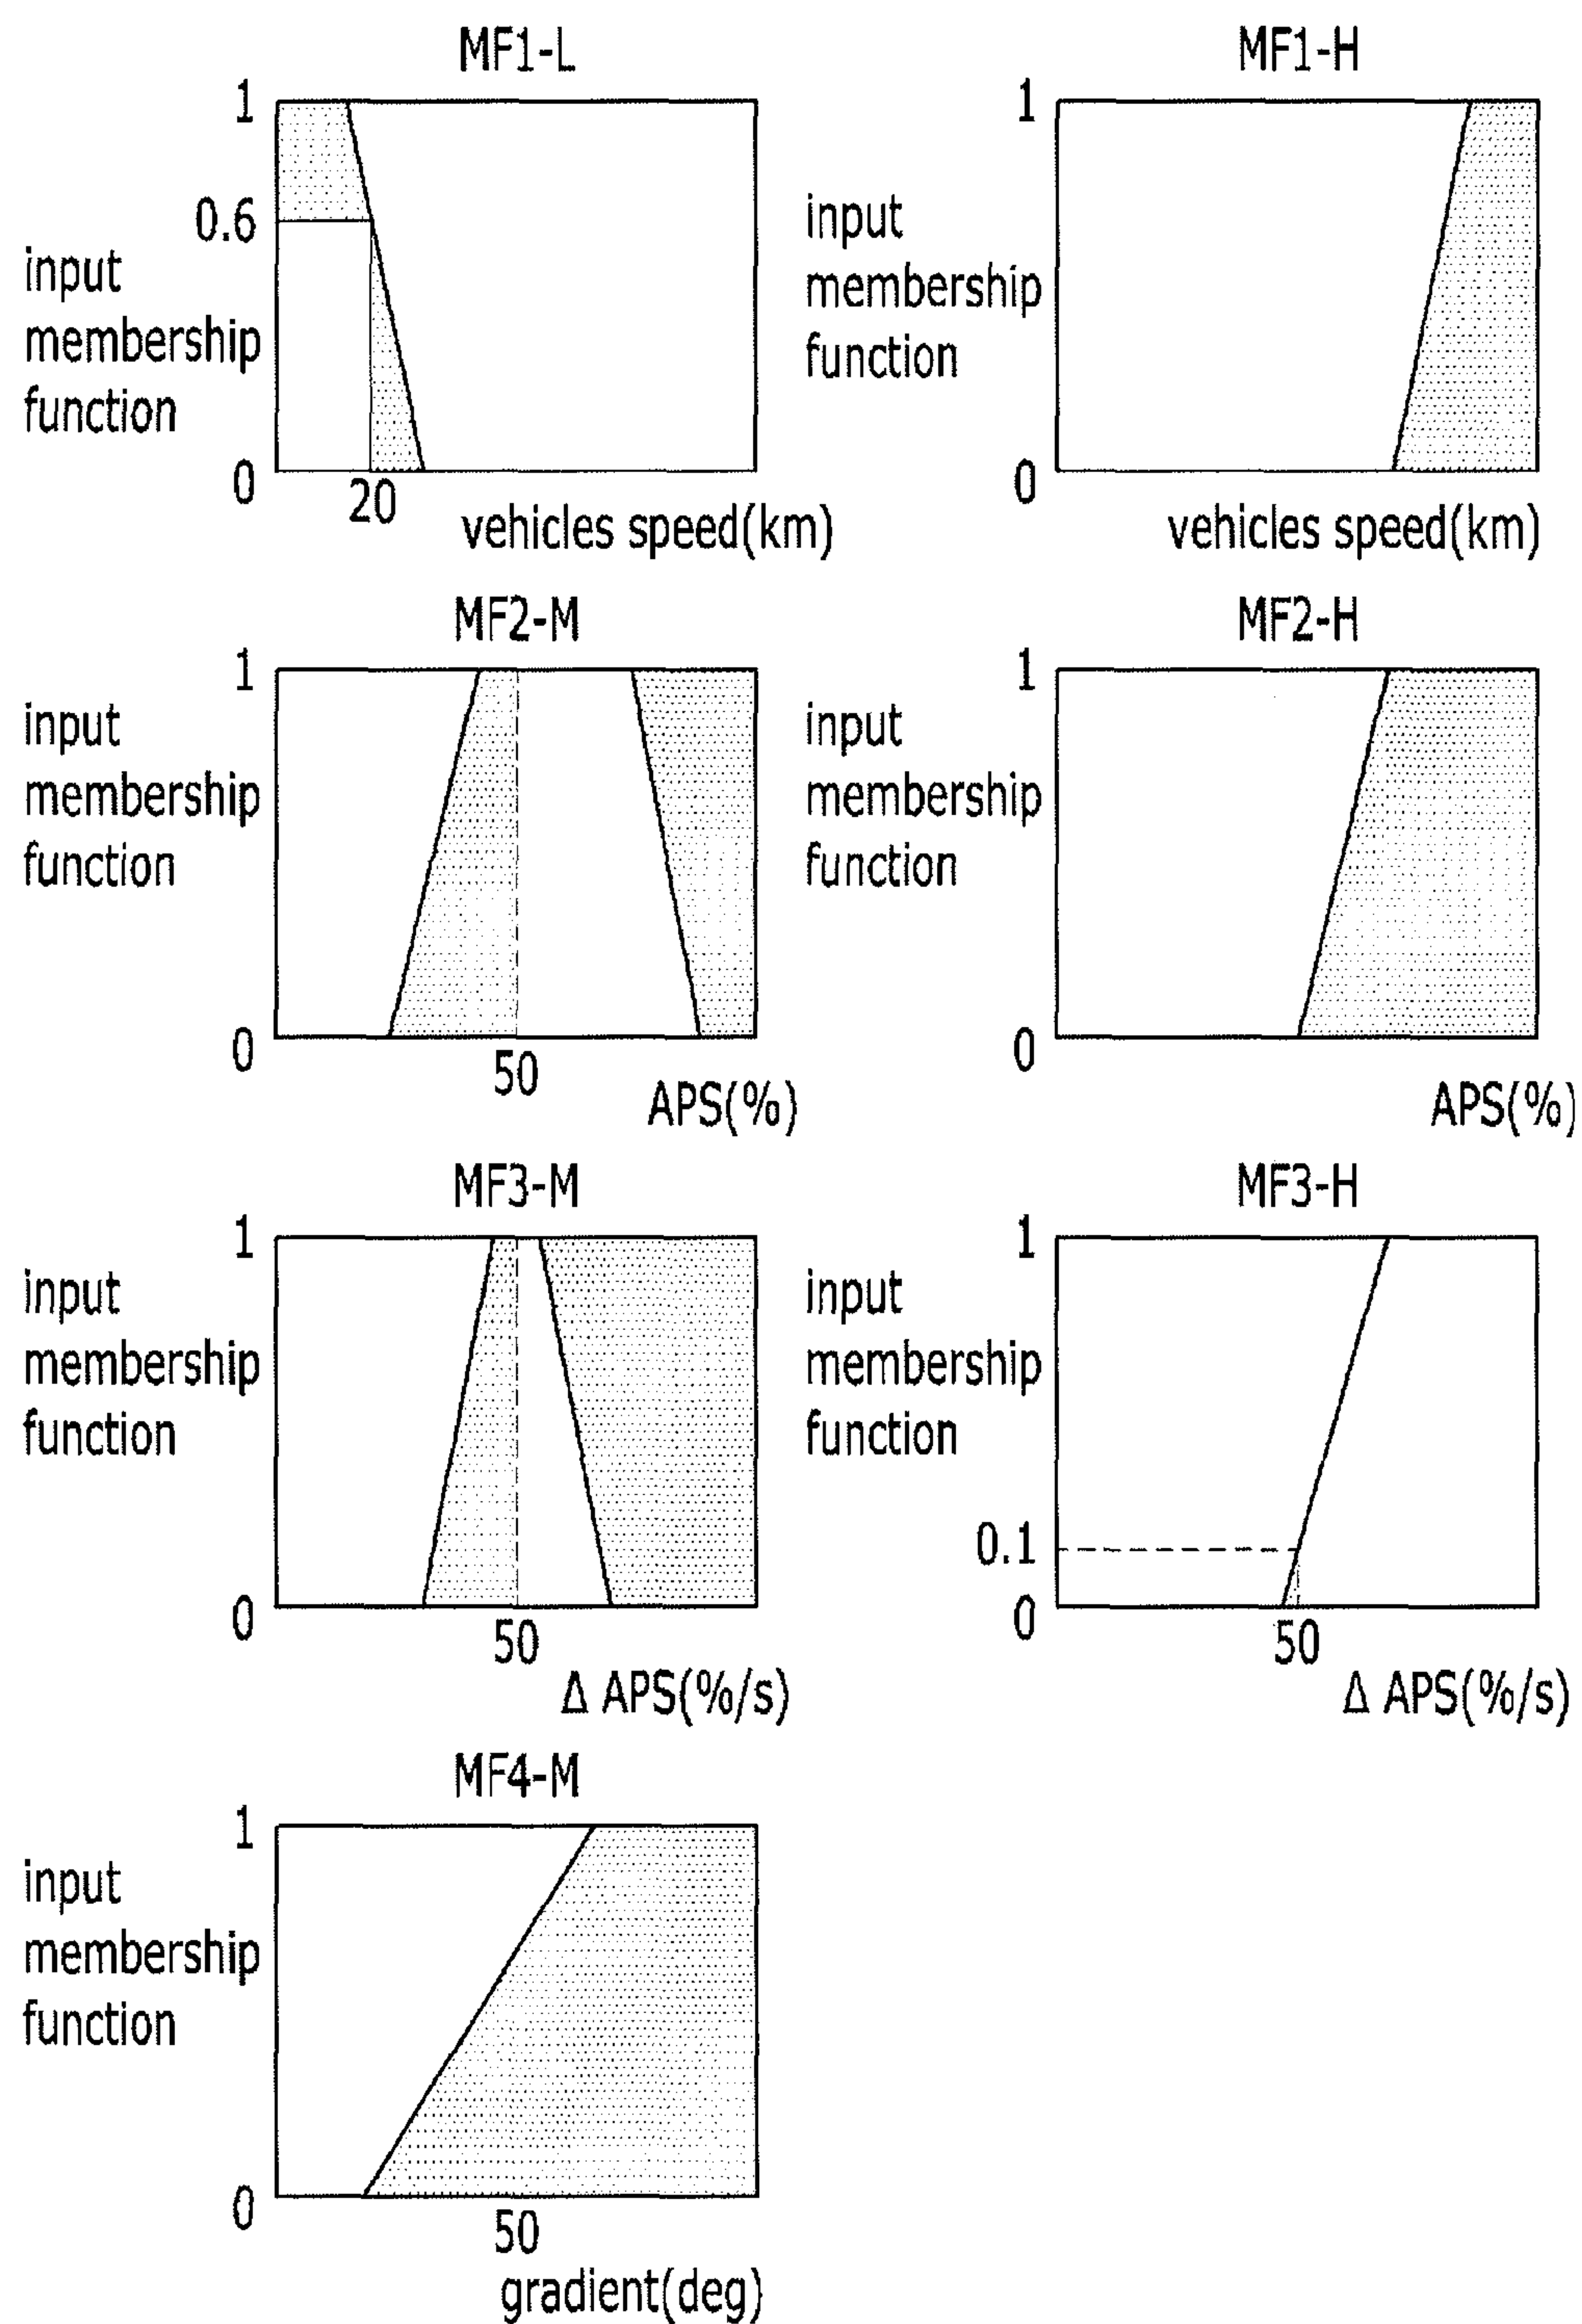 MF1-L
1
0.6
input
membership
function
0
20
vehicles speed(km)
MF1-H
1
input
membership
function
0
vehicles speed(km)
MF2-M
1
input
membership
function
0
50
APS(%)
MF2-H
1
input
membership
function
0
APS(%)
MF3-M
1
input
membership
function
0
50
Δ APS(%/s)
MF3-H
1
input
membership
function
0.1
0
50
Δ APS(%/s)
MF4-M
1
input
membership
function
0
50
gradient(deg)